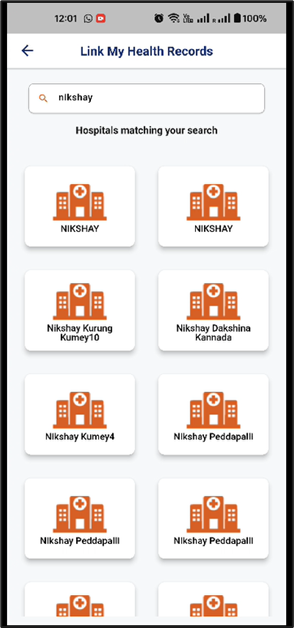 12:01 100%
Link My Health Records
nikshay
Hospitals matching your search
NIKSHAY NIKSHAY
Nikshay Kurung Nikshay Dakshina
Kumey10 Kannada
Nikshay Kumey4 Nikshay Peddapalli
Nikshay Peddapalli Nikshay Peddapalli